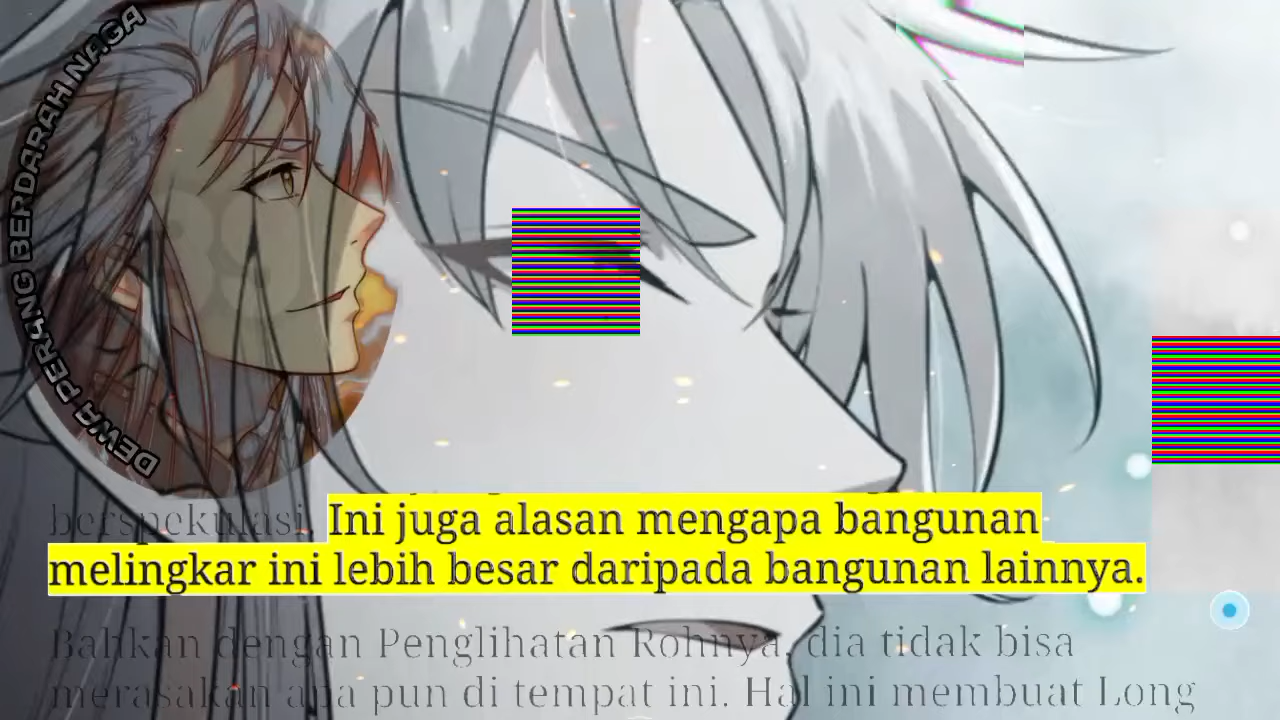 DEWA PERANG BERDARAH NAGA
berspekulasi. Ini juga alasan mengapa bangunan
melingkar ini lebih besar daripada bangunan lainnya.
Bahkan dengan Penglihatan Rohnya, dia tidak bisa
merasakan apa pun di tempat ini. Hal ini membuat Long